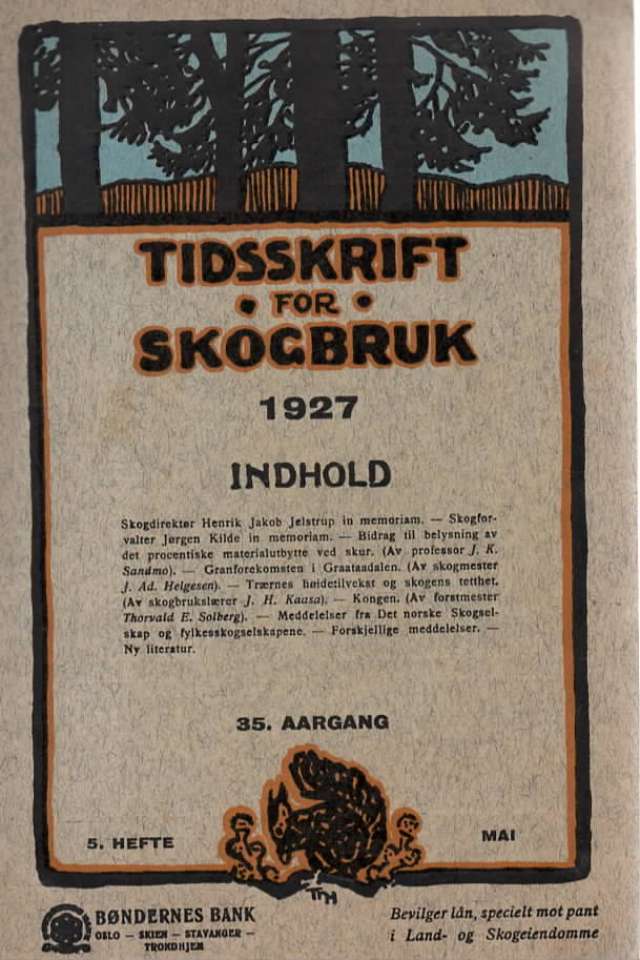 TIDSSKRIFT
• FOR •
SKOGBRUK
1927
INDHOLD
Skogdirektør Henrik Jakob Jelstrup in memoriam. — Skogfor-
valter Jørgen Kilde in memoriam. — Bidrag til belysning av
det procentiske materialutbytte ved skur. (Av professor J. K.
Sandmo). — Granforekomsten i Graataadalen. (Av skogmester
J. Ad. Helgesen). — Trærnes høidetilvekst og skogens tetthet.
(Av skogbrukslærer J. H. Kaasa). — Kongen. (Av forstmester
Thorvald E. Solberg). — Meddelelser fra Det norske Skogsel-
skap og fylkesskogselskapene. — Forskjellige meddelelser. —
Ny literatur.
35. AARGANG
5. HEFTE
MAI
TH
BØNDERNES BANK
OSLO — SKIEN — STAVANGER —
TRONDHJEM
Bevilger lån, specielt mot pant
i Land- og Skogeiendomme